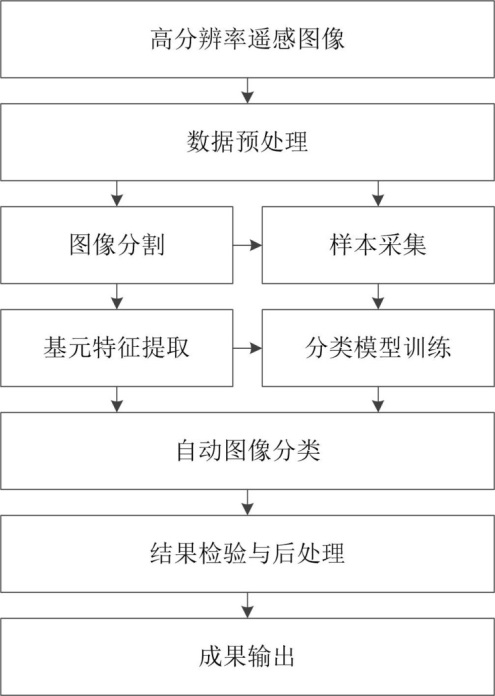 高分辨率遥感图像
数据预处理
图像分割
样本采集
基元特征提取
分类模型训练
自动图像分类
结果检验与后处理
成果输出